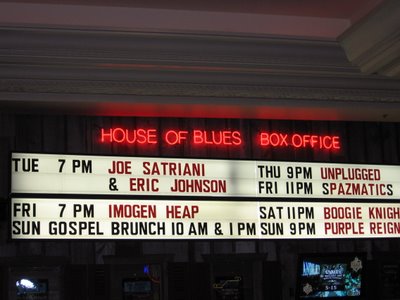 HOUSE OF BLUES BOX OFFICE
TUE 7 PM JOE SATRIANI
& ERIC JOHNSON
THU 9PM UNPLUGGED
FRI 11PM SPAZMATICS
FRI 7 PM IMOGEN HEAP
SUN GOSPEL BRUNCH 10 AM & 1 PM
SAT 11PM BOOGIE KNIGH
SUN 9PM PURPLE REIGN